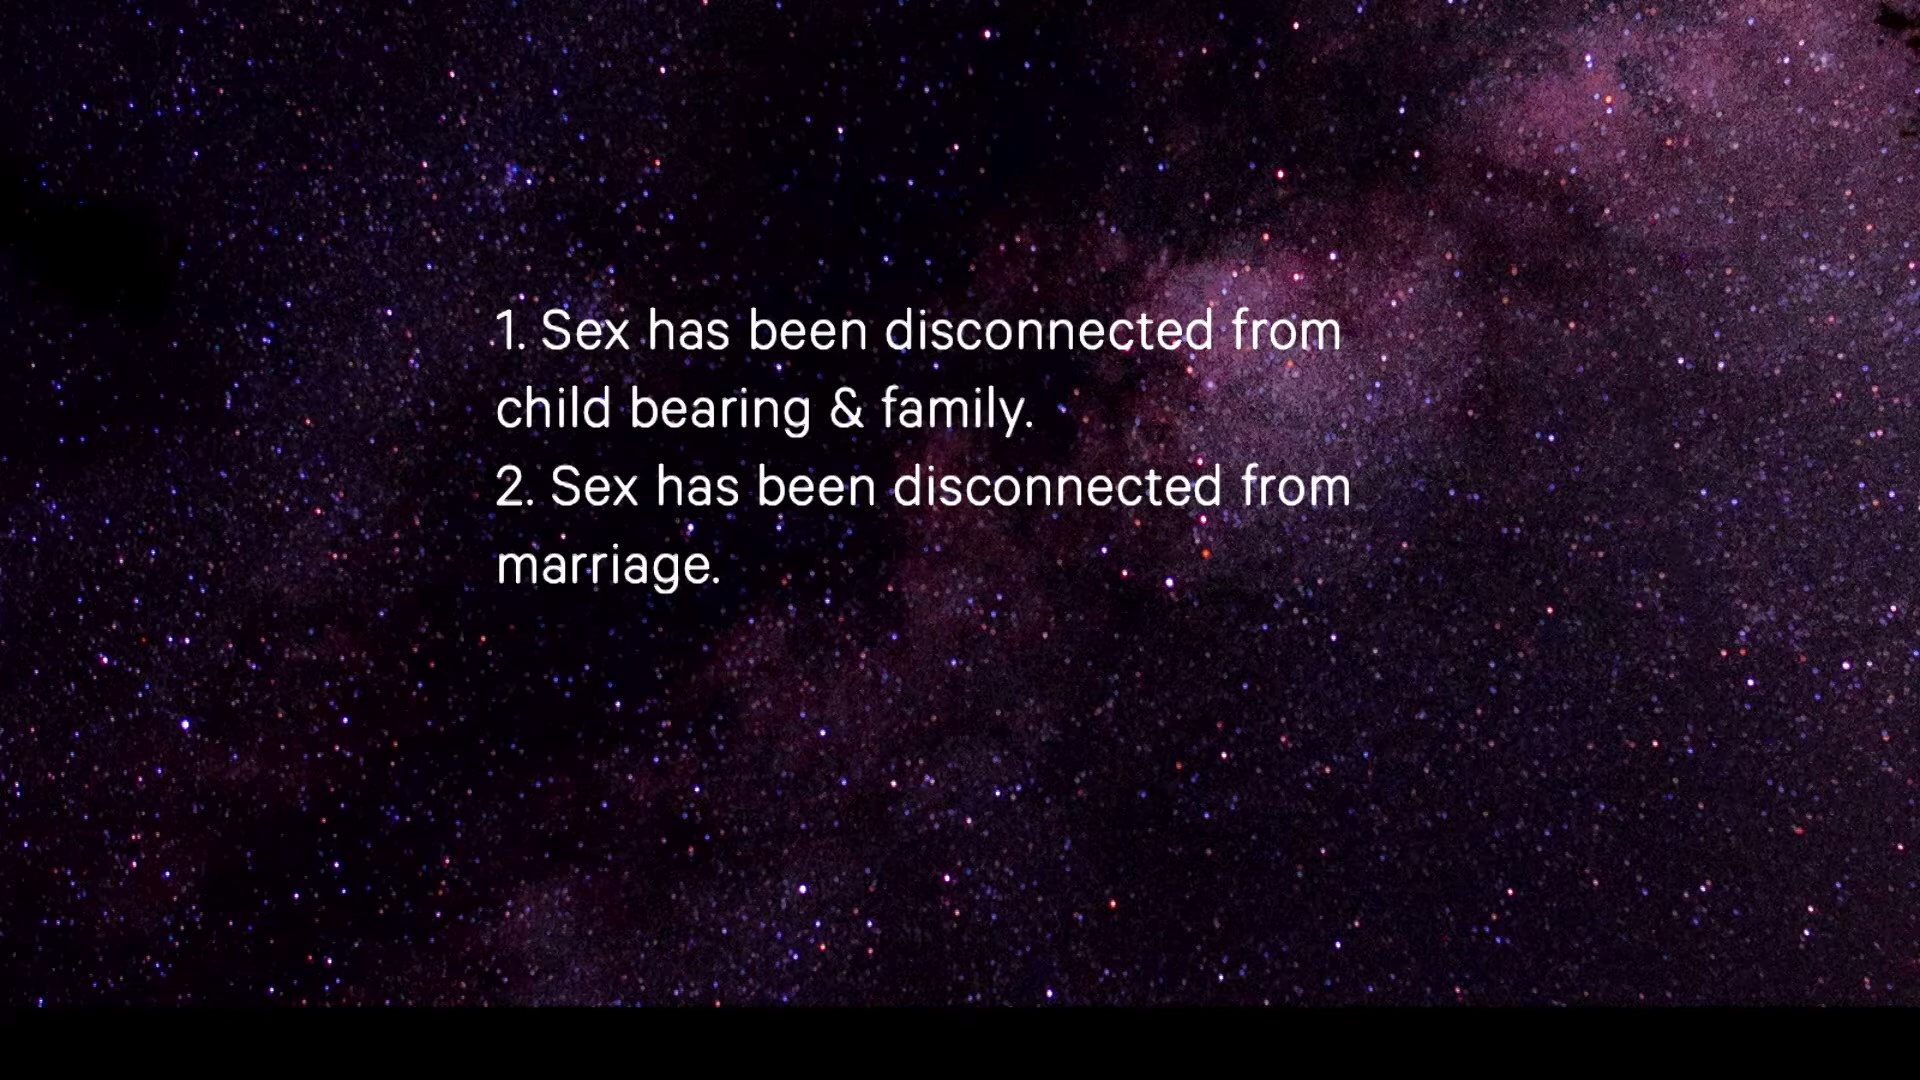 1. Sex has been disconnected from
child bearing & family.
2. Sex has been disconnected from
marriage.